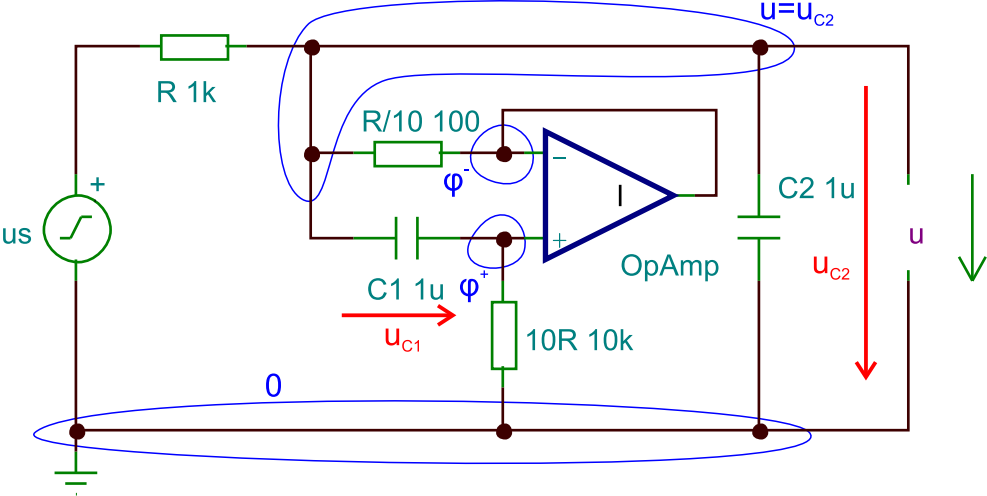 u=uC2
R 1k
R/10 100
φ-
+
us
−
+
I
OpAmp
C2 1u
uC2
u
C1 1u
φ+
uC1
10R 10k
0